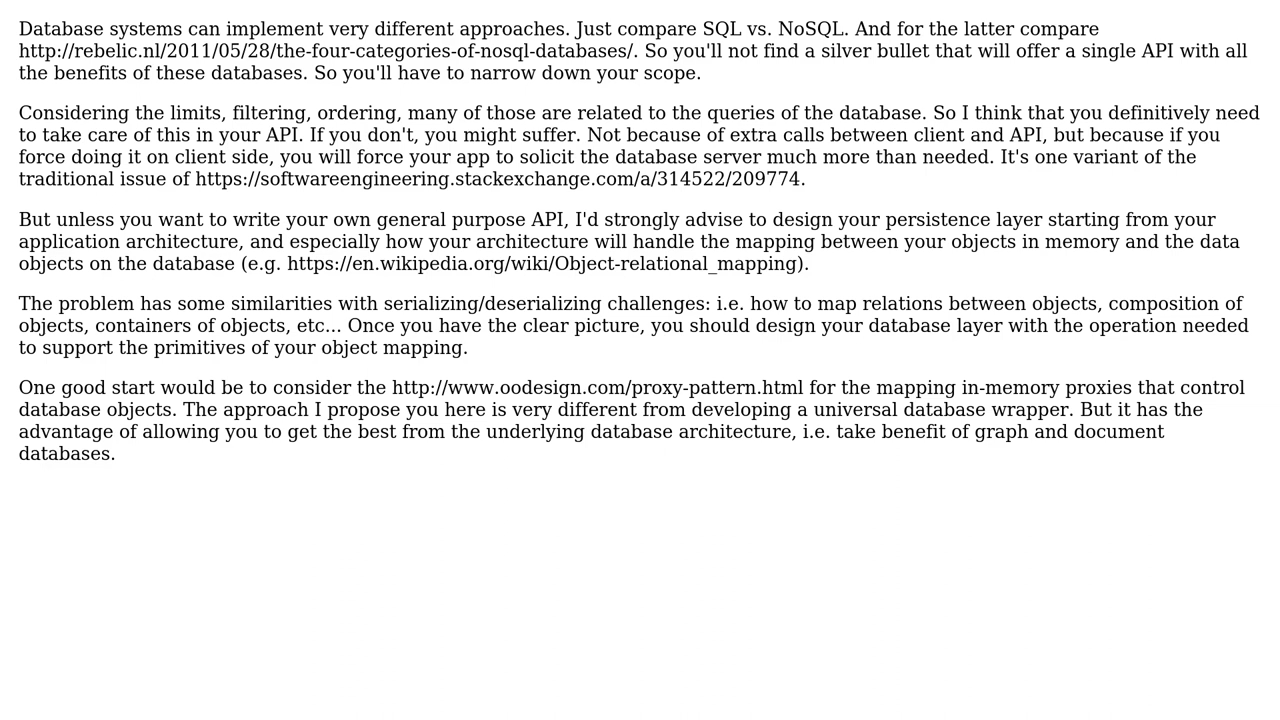 Database systems can implement very different approaches. Just compare SQL vs. NoSQL. And for the latter compare
http://rebelic.nl/2011/05/28/the-four-categories-of-nosql-databases/. So you'll not find a silver bullet that will offer a single API with all
the benefits of these databases. So you'll have to narrow down your scope.
Considering the limits, filtering, ordering, many of those are related to the queries of the database. So I think that you definitively need
to take care of this in your API. If you don't, you might suffer. Not because of extra calls between client and API, but because if you
force doing it on client side, you will force your app to solicit the database server much more than needed. It's one variant of the
traditional issue of https://softwareengineering.stackexchange.com/a/314522/209774.
But unless you want to write your own general purpose API, I'd strongly advise to design your persistence layer starting from your
application architecture, and especially how your architecture will handle the mapping between your objects in memory and the data
objects on the database (e.g. https://en.wikipedia.org/wiki/Object-relational_mapping).
The problem has some similarities with serializing/deserializing challenges: i.e. how to map relations between objects, composition of
objects, containers of objects, etc... Once you have the clear picture, you should design your database layer with the operation needed
to support the primitives of your object mapping.
One good start would be to consider the http://www.oodesign.com/proxy-pattern.html for the mapping in-memory proxies that control
database objects. The approach I propose you here is very different from developing a universal database wrapper. But it has the
advantage of allowing you to get the best from the underlying database architecture, i.e. take benefit of graph and document
databases.